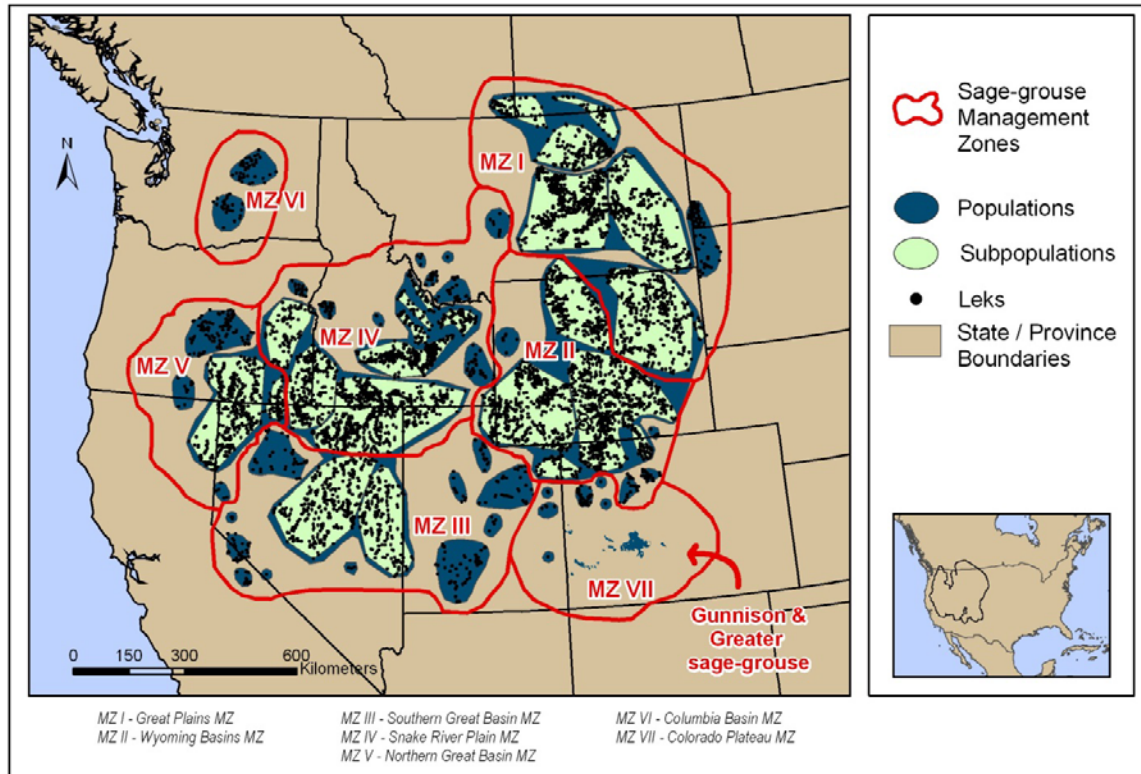 N
MZ I
MZ VI
MZ IV
MZ V
MZ II
MZ III
MZ VII
Gunnison &
Greater
sage-grouse
0 150 300 600
Kilometers
Sage-grouse
Management
Zones
Populations
Subpopulations
Leks
State / Province
Boundaries
MZ I - Great Plains MZ
MZ II - Wyoming Basins MZ
MZ III - Southern Great Basin MZ
MZ IV - Snake River Plain MZ
MZ V - Northern Great Basin MZ
MZ VI - Columbia Basin MZ
MZ VII - Colorado Plateau MZ